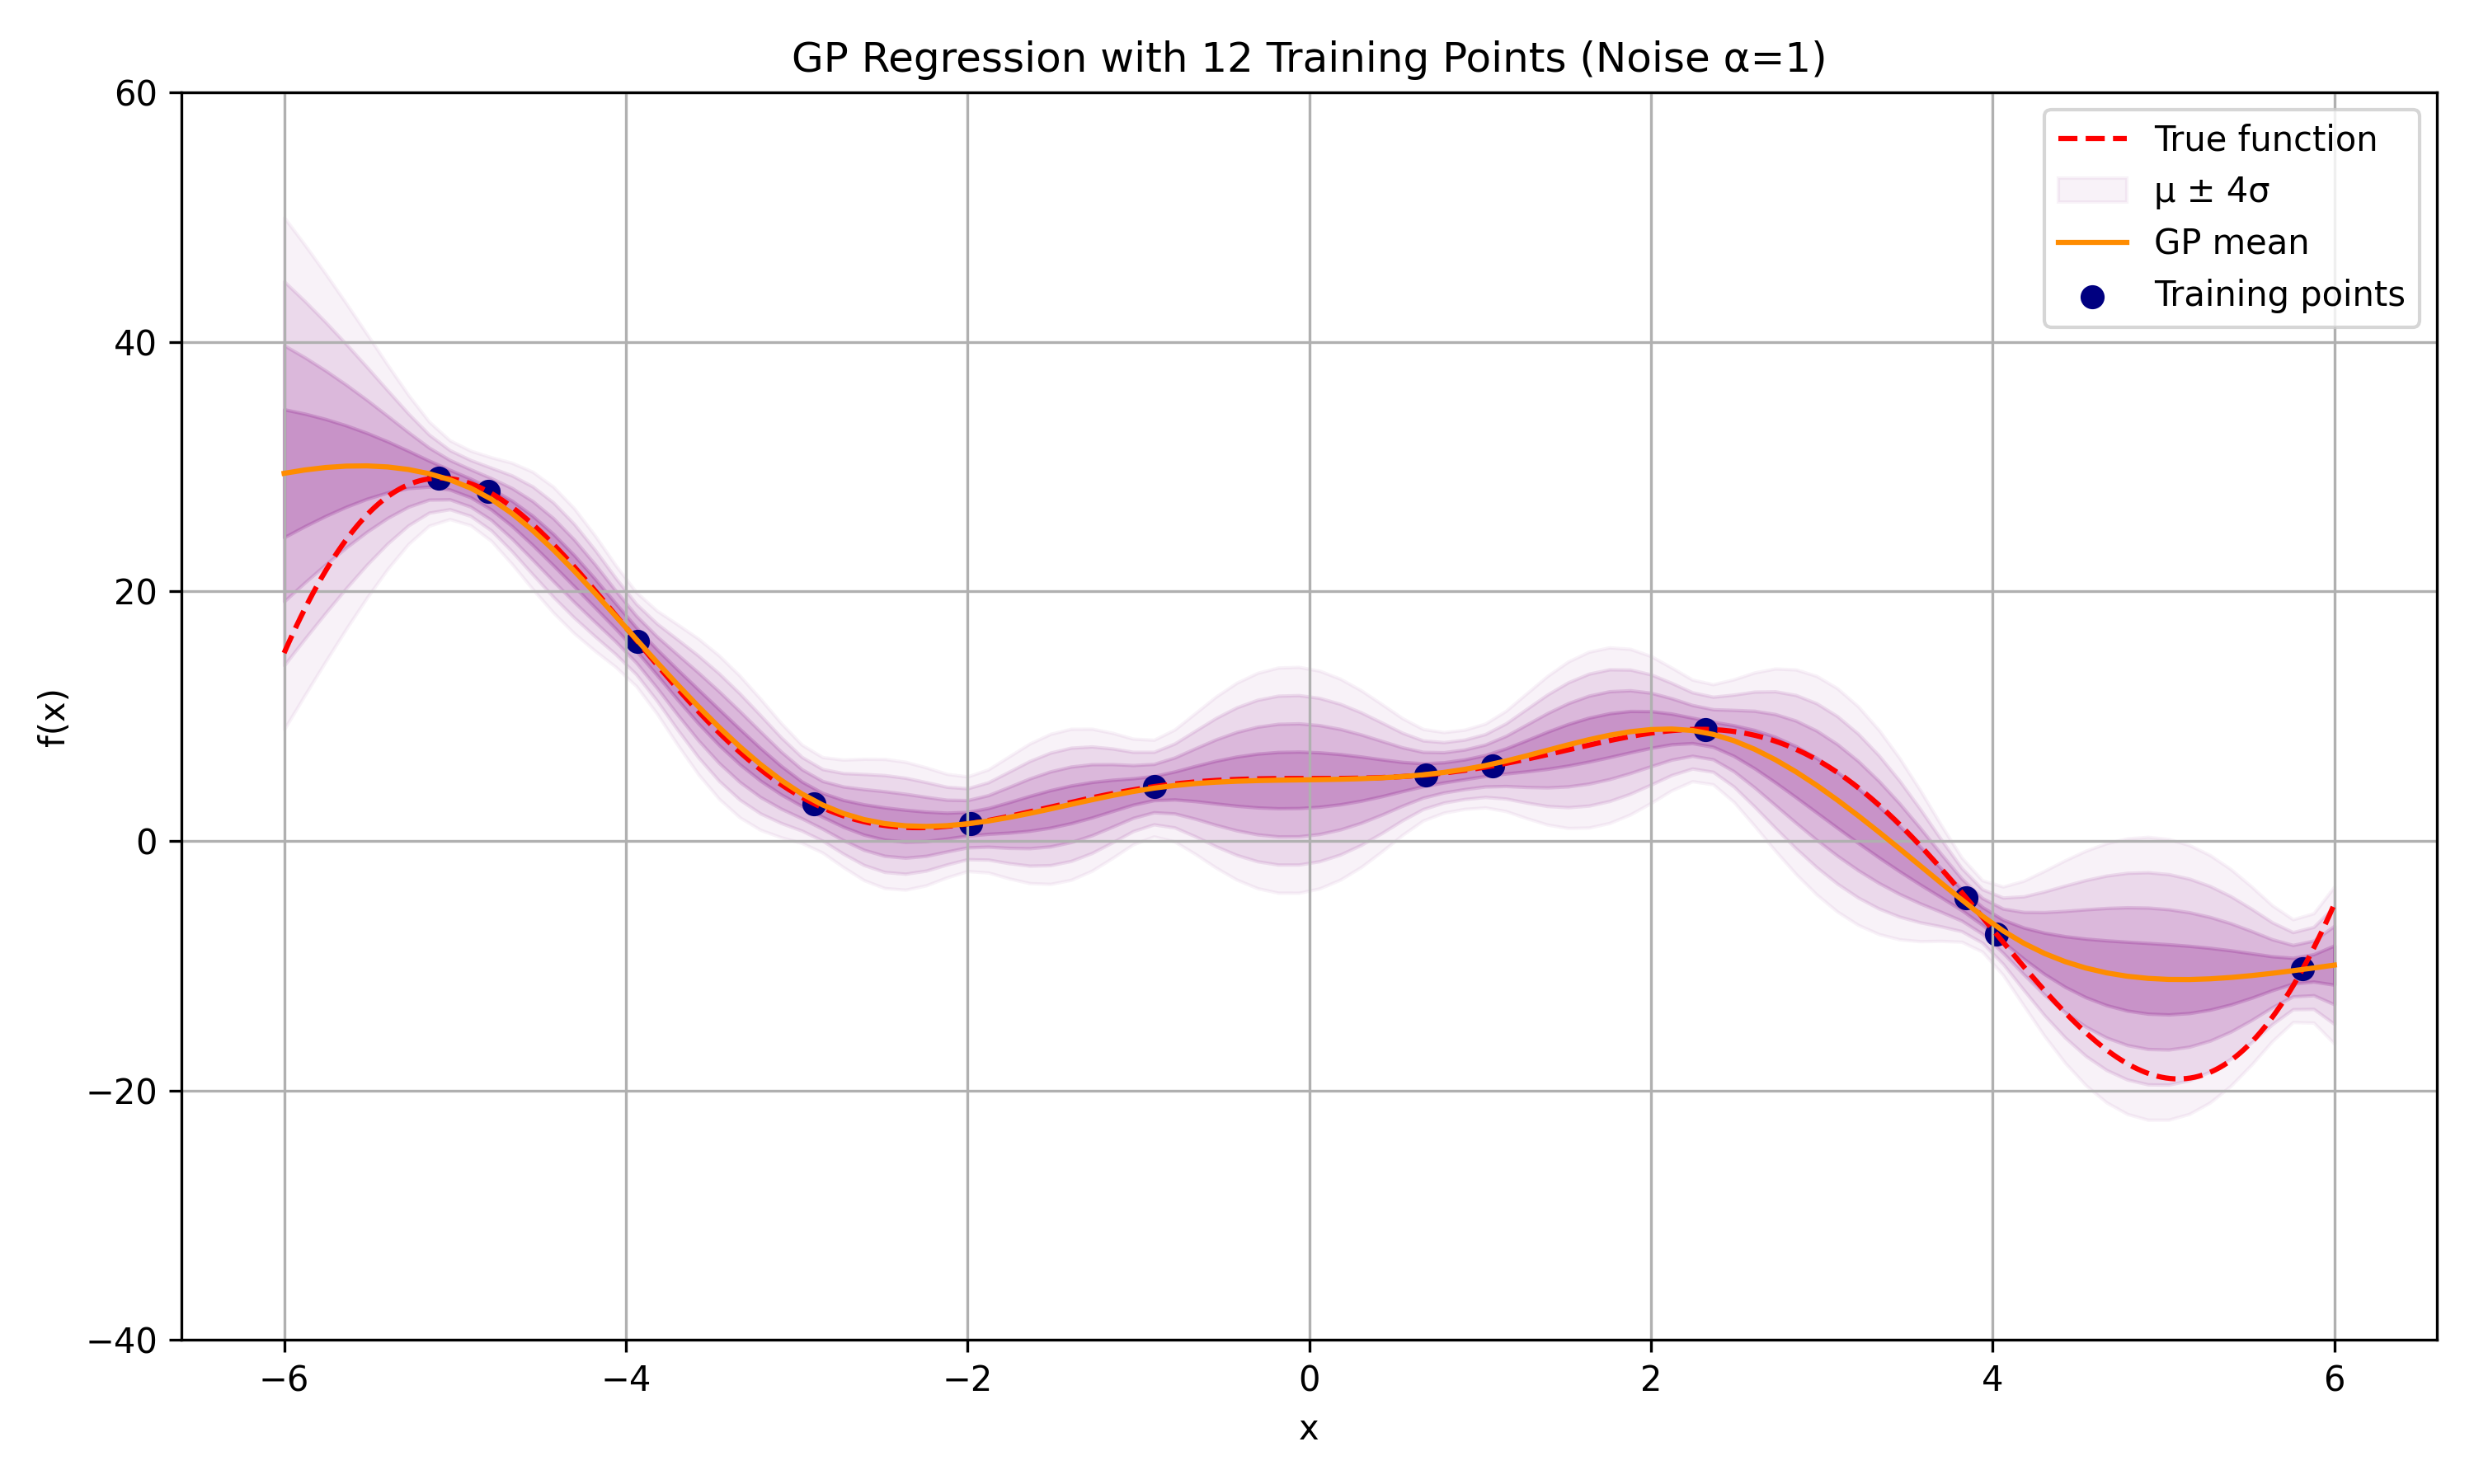 GP Regression with 12 Training Points (Noise α=1)
60
40
20
0
−20
−40
f(x)
True function
μ ± 4σ
GP mean
Training points
−6
−4
−2
0
2
4
6
x